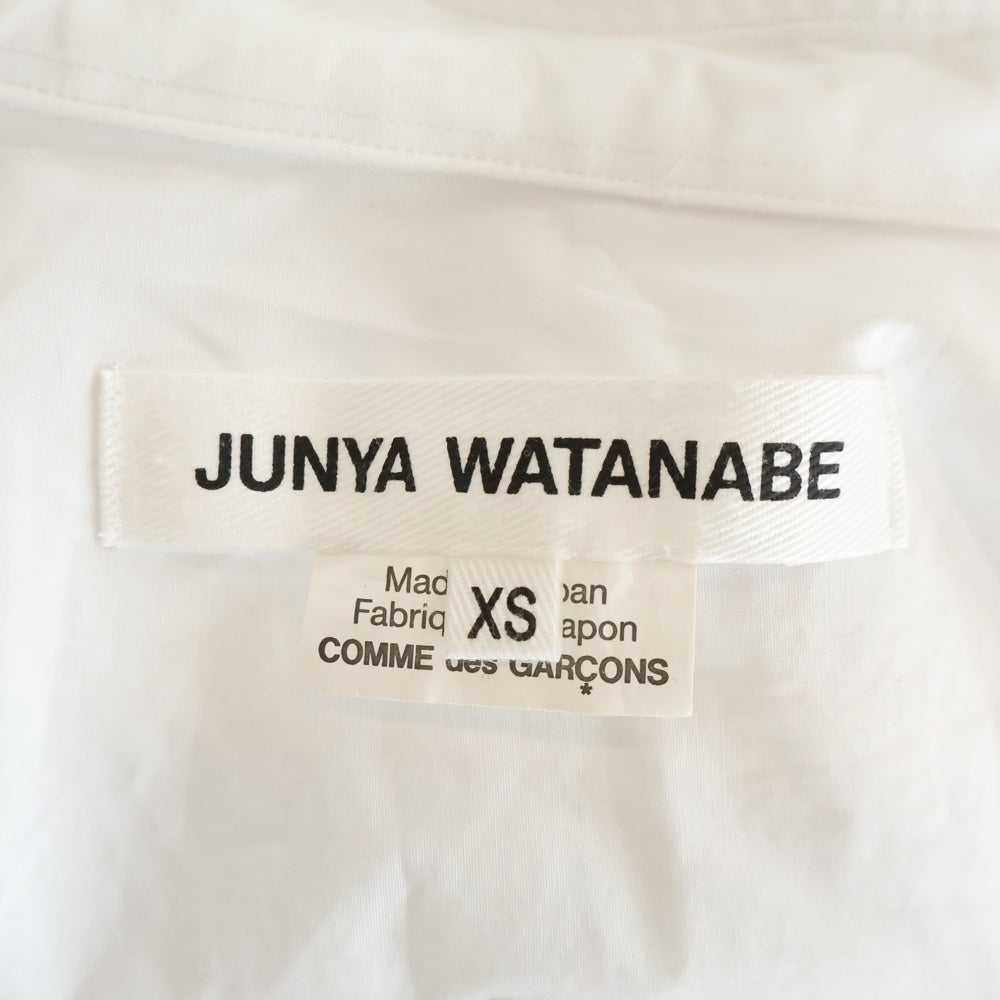 JUNYA WATANABE
Mad XS pan
Fabriq apon
COMME des GARÇONS
*